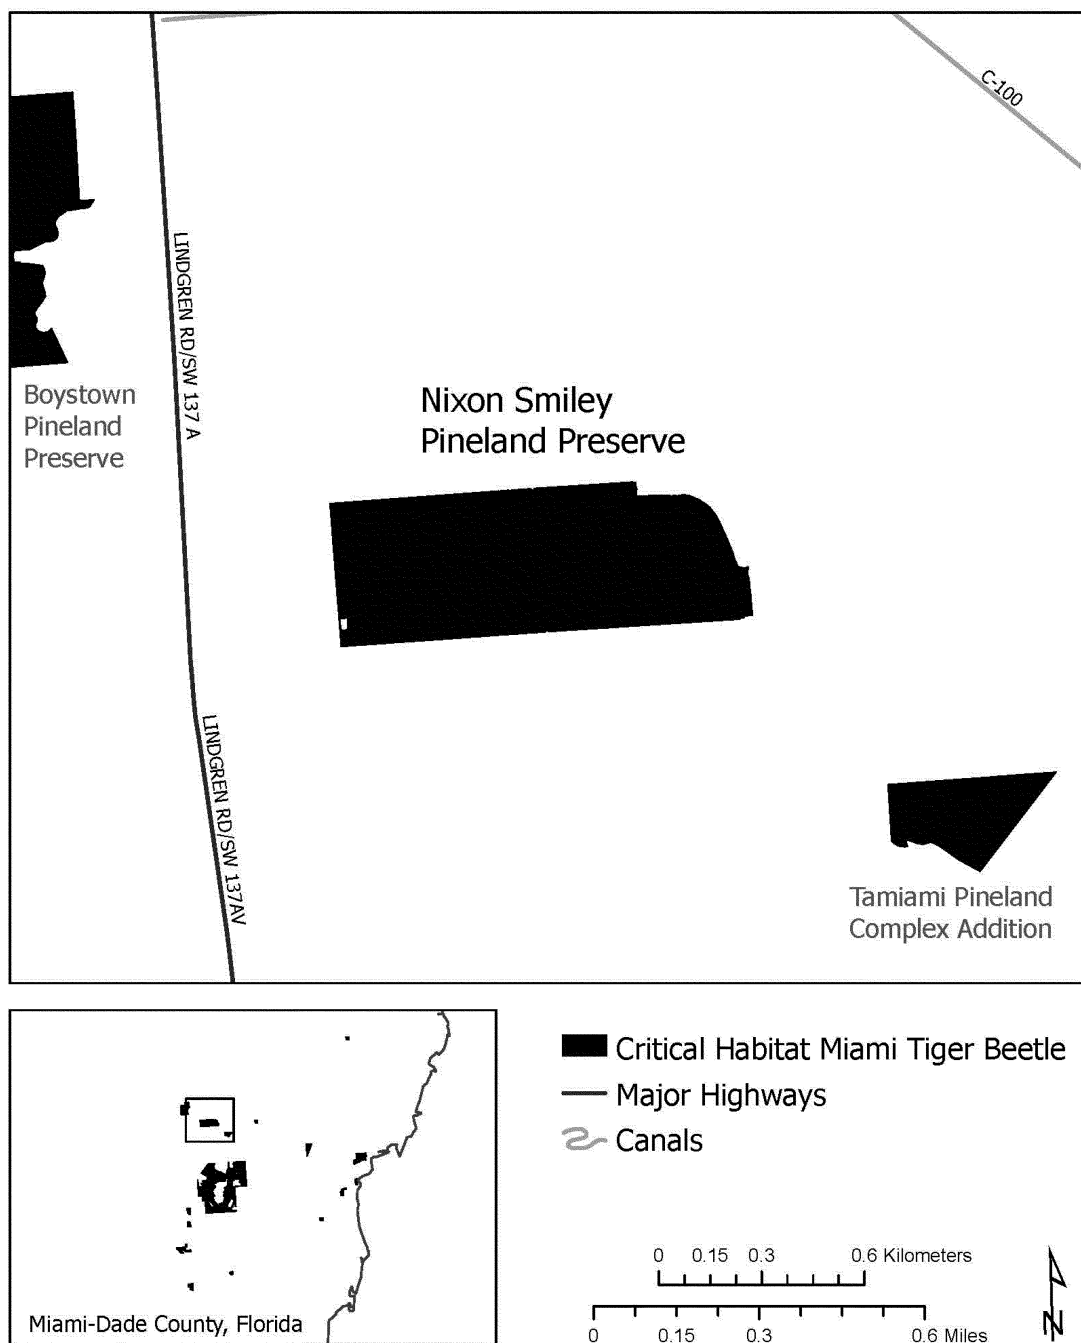 C-100
LINDGREN RD/SW 137 A
Boystown
Pineland
Preserve
Nixon Smiley
Pineland Preserve
LINDGREN RD/SW 137AV
Tamiami Pineland
Complex Addition
Critical Habitat Miami Tiger Beetle
Major Highways
Canals
0 0.15 0.3 0.6 Kilometers
0 0.15 0.3 0.6 Miles
N
Miami-Dade County, Florida